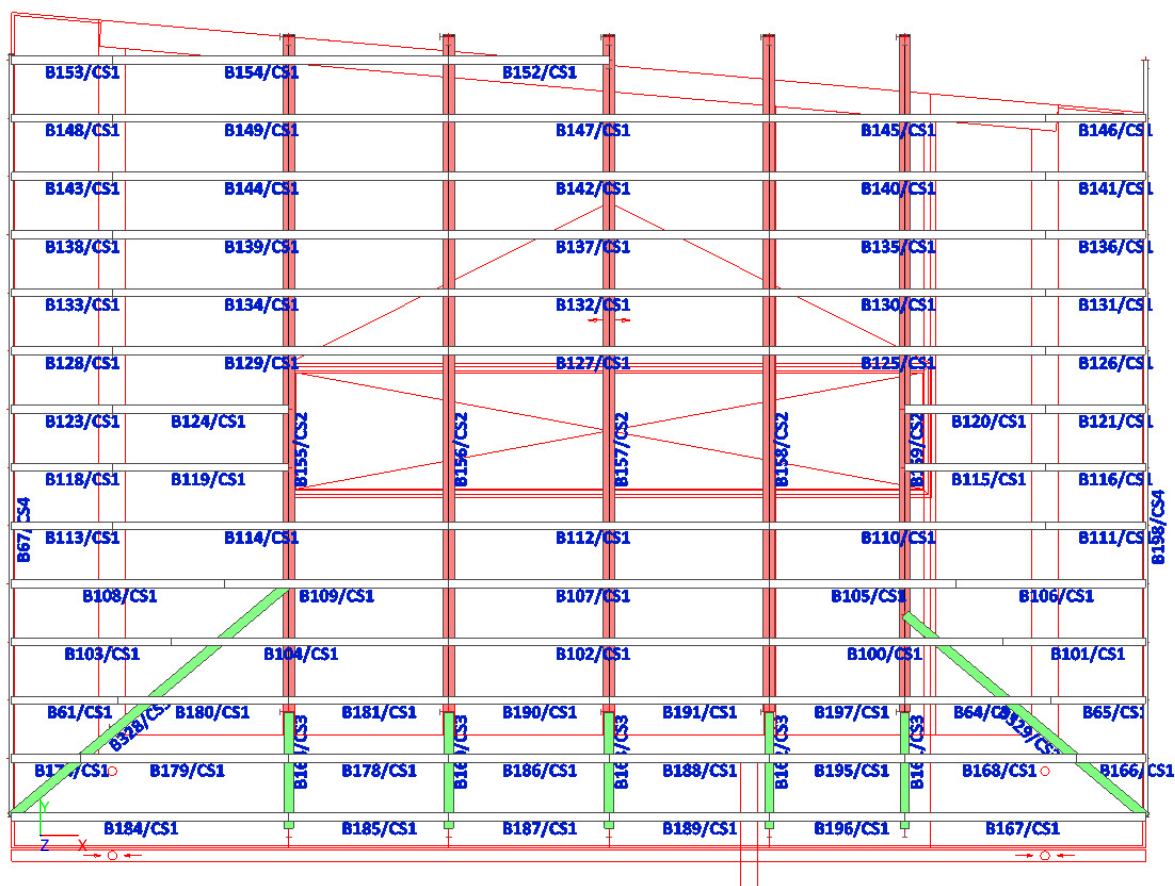 B153/CS1 B154/CS1 B152/CS1
B148/CS1 B149/CS1 B147/CS1 B145/CS1 B146/CS1
B143/CS1 B144/CS1 B142/CS1 B140/CS1 B141/CS1
B138/CS1 B139/CS1 B137/CS1 B135/CS1 B136/CS1
B133/CS1 B134/CS1 B132/CS1 B130/CS1 B131/CS1
B128/CS1 B129/CS1 B127/CS1 B125/CS1 B126/CS1
B123/CS1 B124/CS1 B120/CS1 B121/CS1
B155/CS2 B156/CS2 B157/CS2 B158/CS2
B118/CS1 B119/CS1 B115/CS1 B116/CS1
B67/CS4 B198/CS4
B113/CS1 B114/CS1 B112/CS1 B110/CS1 B111/CS1
B108/CS1 B109/CS1 B107/CS1 B105/CS1 B106/CS1
B103/CS1 B104/CS1 B102/CS1 B100/CS1 B101/CS1
B61/CS1 B180/CS1 B181/CS1 B190/CS1 B191/CS1 B197/CS1 B65/CS1
B179/CS1 B178/CS1 B186/CS1 B188/CS1 B195/CS1 B168/CS1 B166/CS1
B184/CS1 B185/CS1 B187/CS1 B189/CS1 B196/CS1 B167/CS1
Y
Z X